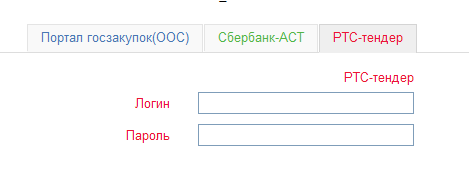 Портал госзакупок(ООС) Сбербанк-АСТ РТС-тендер
РТС-тендер
Логин
Пароль